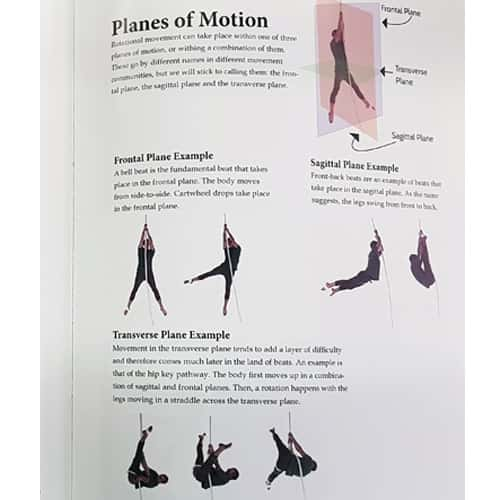 Planes of Motion
Rotational movement can take place within one of three
planes of motion, or withing a combination of them.
These go by different names in different movement
communities, but we will stick to calling them: the fron-
tal plane, the sagittal plane and the transverse plane.
Frontal Plane
Transverse
Plane
Sagittal Plane
Frontal Plane Example
A bell beat is the fundamental beat that takes
place in the frontal plane. The body moves
from side-to-side. Cartwheel drops take place
in the frontal plane.
Sagittal Plane Example
Front-back beats are an example of beats that
take place in the sagittal plane. As the name
suggests, the legs swing from front to back.
Transverse Plane Example
Movement in the transverse plane tends to add a layer of difficulty
and therefore comes much later in the land of beats. An example is
that of the hip key pathway. The body first moves up in a combina-
tion of sagittal and frontal planes. Then, a rotation happens with the
legs moving in a straddle across the transverse plane.